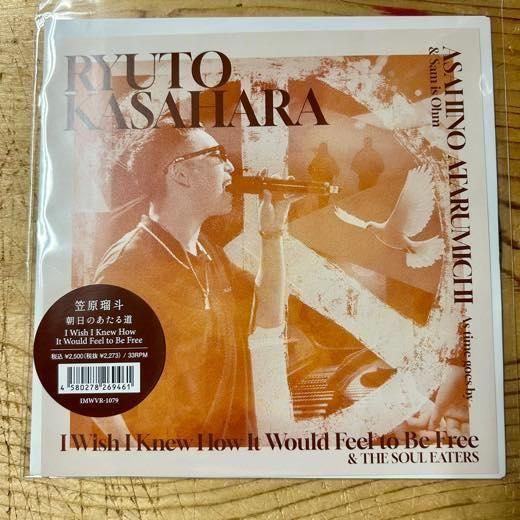 RYUTO
KASAHARA
ASAHINO ATARUMICHI -As time goes by-
& Sam is Ohm
笠原瑠斗
朝日のあたる道
I Wish I Knew How
It Would Feel to Be Free
税込 ¥2,500(税抜 ¥2,273) / 33RPM
4 580278 269461
IMWVR-1079
I Wish I Knew How It Would Feel to Be Free
& THE SOUL EATERS